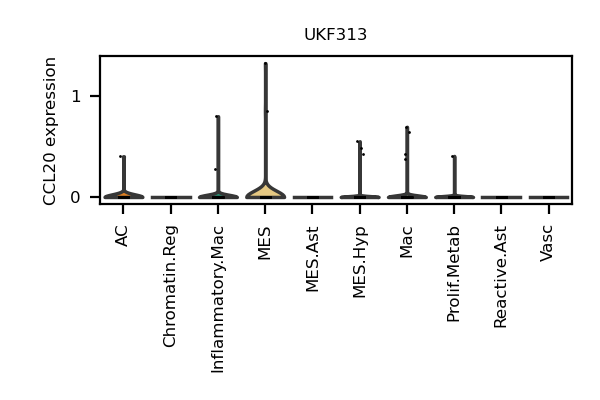 UKF313
CCL20 expression
1
0
AC
Chromatin.Reg
Inflammatory.Mac
MES
MES.Ast
MES.Hyp
Mac
Prolif.Metab
Reactive.Ast
Vasc